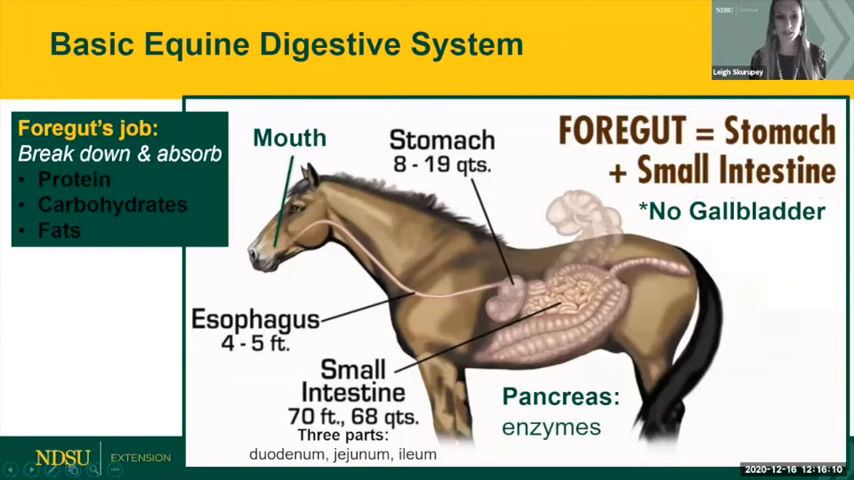 Basic Equine Digestive System
NDSU
Leigh Skurupey
Foregut's job:
Break down & absorb
• Protein
• Carbohydrates
• Fats
Mouth
Stomach
8 - 19 qts.
FOREGUT = Stomach
+ Small Intestine
*No Gallbladder
Esophagus
4 - 5 ft.
Small
Intestine
70 ft., 68 qts.
Three parts:
duodenum, jejunum, ileum
Pancreas:
enzymes
NDSU EXTENSION
2020-12-16 12:16:10